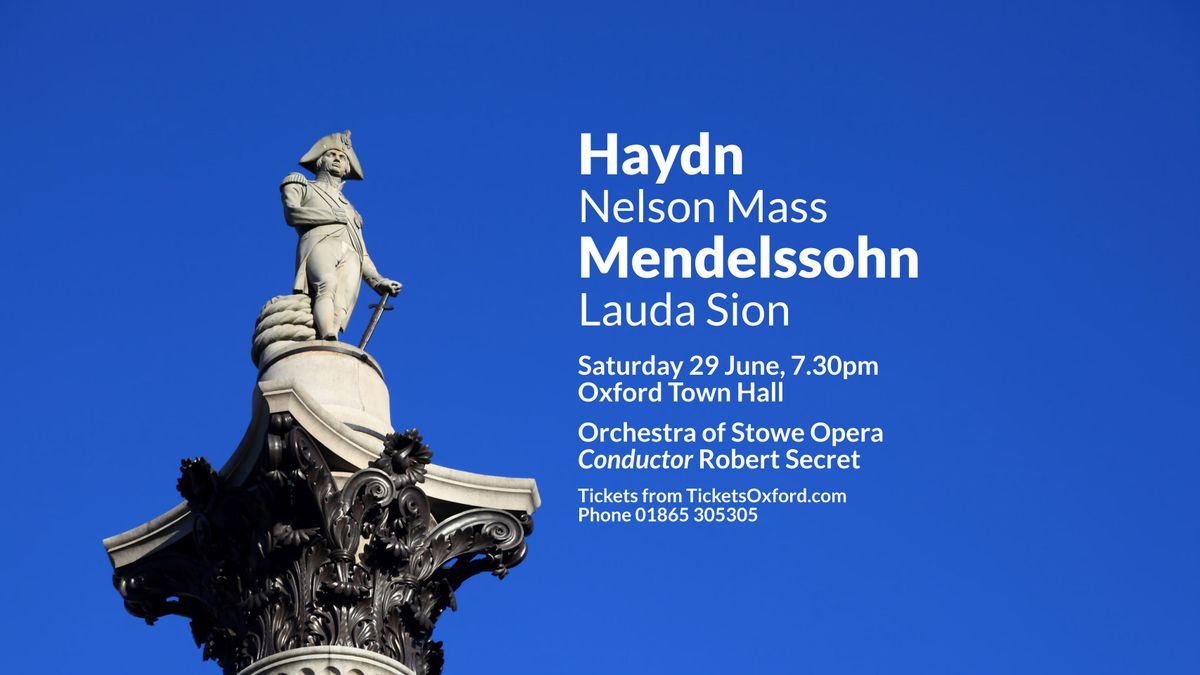 Haydn
Nelson Mass
Mendelssohn
Lauda Sion
Saturday 29 June, 7.30pm
Oxford Town Hall
Orchestra of Stowe Opera
Conductor Robert Secret
Tickets from TicketsOxford.com
Phone 01865 305305